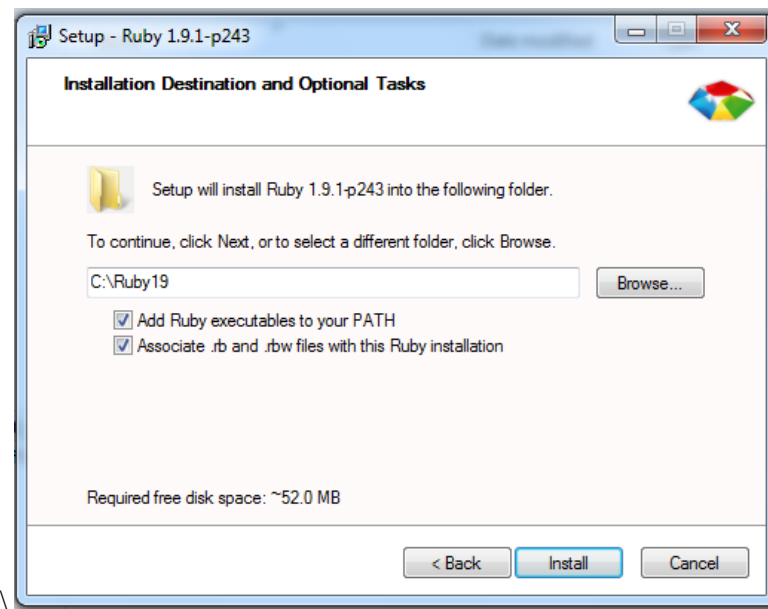 Setup - Ruby 1.9.1-p243
Installation Destination and Optional Tasks
Setup will install Ruby 1.9.1-p243 into the following folder.
To continue, click Next, or to select a different folder, click Browse.
C:\Ruby19
Browse...
Add Ruby executables to your PATH
Associate .rb and .rbw files with this Ruby installation
Required free disk space: ~52.0 MB
< Back Install Cancel
\